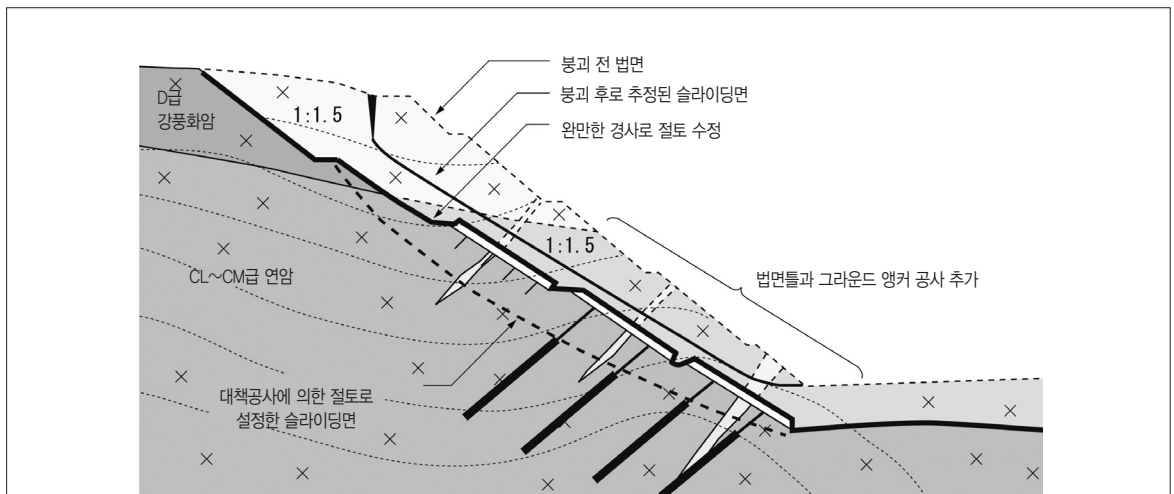 붕괴 전 법면
붕괴 후로 추정된 슬라이딩면
완만한 경사로 절토 수정
D급
강풍화암
1:1.5
1:1.5
CL~CM급 연암
법면틀과 그라운드 앵커 공사 추가
대책공사에 의한 절토로
설정한 슬라이딩면